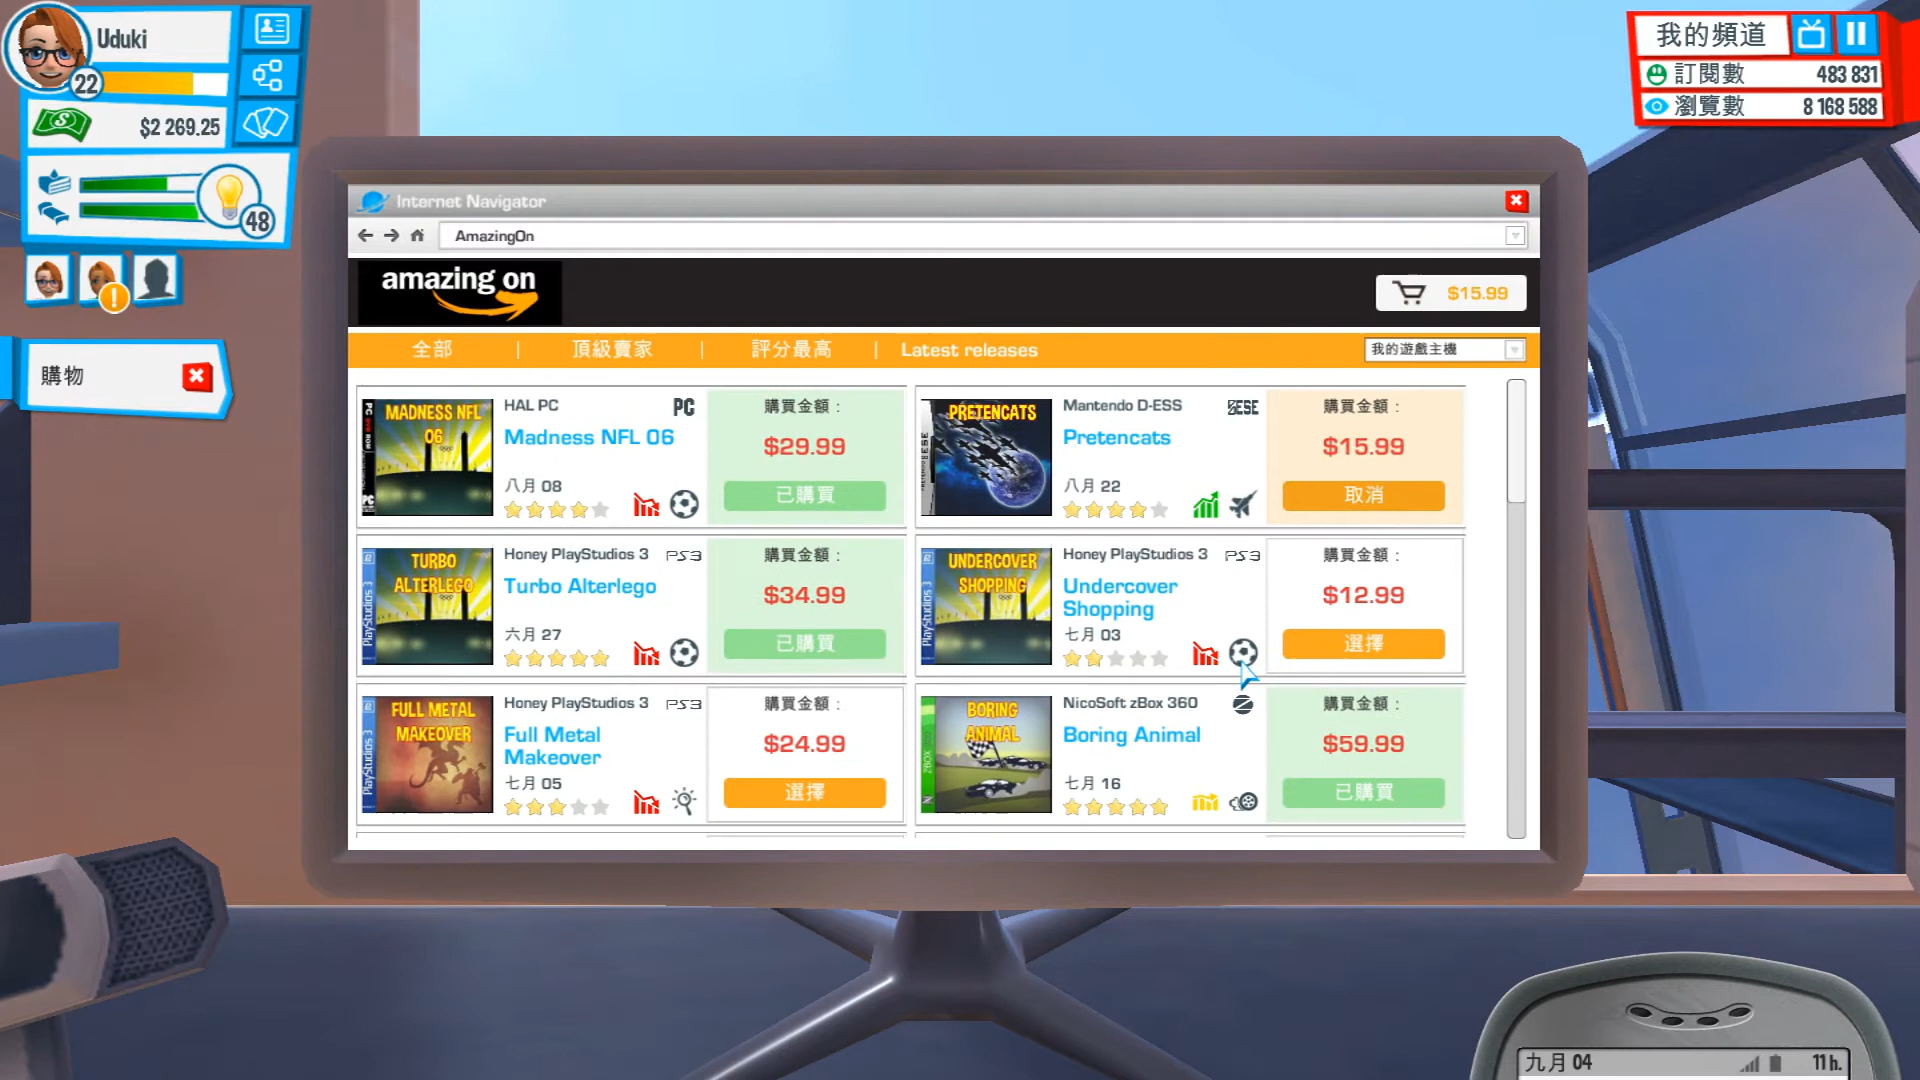 Uduki
22
$2 269.25
48
購物
我的頻道
訂閱數 483 831
瀏覽數 8 168 588
Internet Navigator
AmazingOn
amazing on
$15.99
全部 | 頂級賣家 | 評分最高 | Latest releases
我的遊戲主機
MADNESS NFL 06
HAL PC
PC
Madness NFL 06
八月 08
購買金額：
$29.99
已購買
PRETENCATS
Mantendo D-ESS
Pretencats
八月 22
購買金額：
$15.99
取消
TURBO
ALTERLEGO
PlayStudios 3
Honey PlayStudios 3
PS3
Turbo Alterlego
六月 27
購買金額：
$34.99
已購買
UNDERCOVER
SHOPPING
PlayStudios 3
Honey PlayStudios 3
PS3
Undercover
Shopping
七月 03
購買金額：
$12.99
選擇
FULL METAL
MAKEOVER
PlayStudios 3
Honey PlayStudios 3
PS3
Full Metal
Makeover
七月 05
購買金額：
$24.99
選擇
BORING
ANIMAL
NicoSoft zBox 360
Boring Animal
七月 16
購買金額：
$59.99
已購買
九月 04
11h.